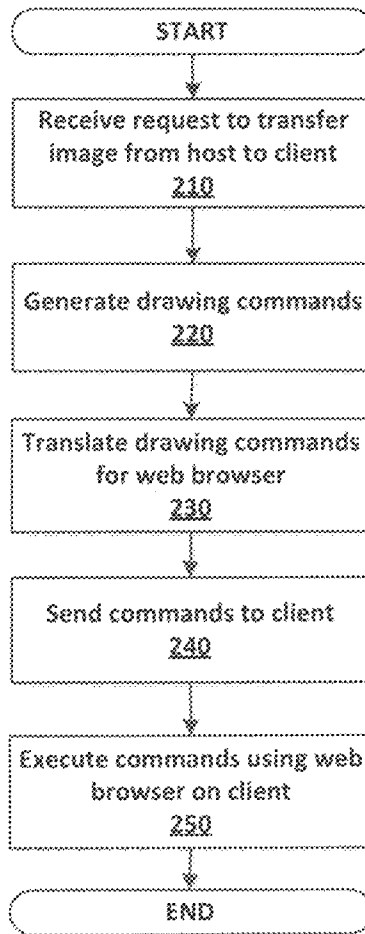 START
Receive request to transfer
image from host to client
210
Generate drawing commands
220
Translate drawing commands
for web browser
230
Send commands to client
240
Execute commands using web
browser on client
250
END